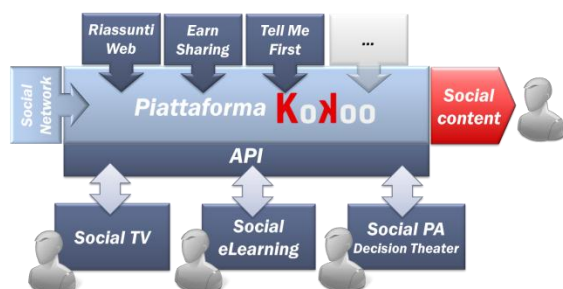 Riassunti
Web
Earn
Sharing
Tell Me
First
...
Social
Network
Piattaforma Kokoo
Social
content
API
Social TV
Social
eLearning
Social PA
Decision Theater